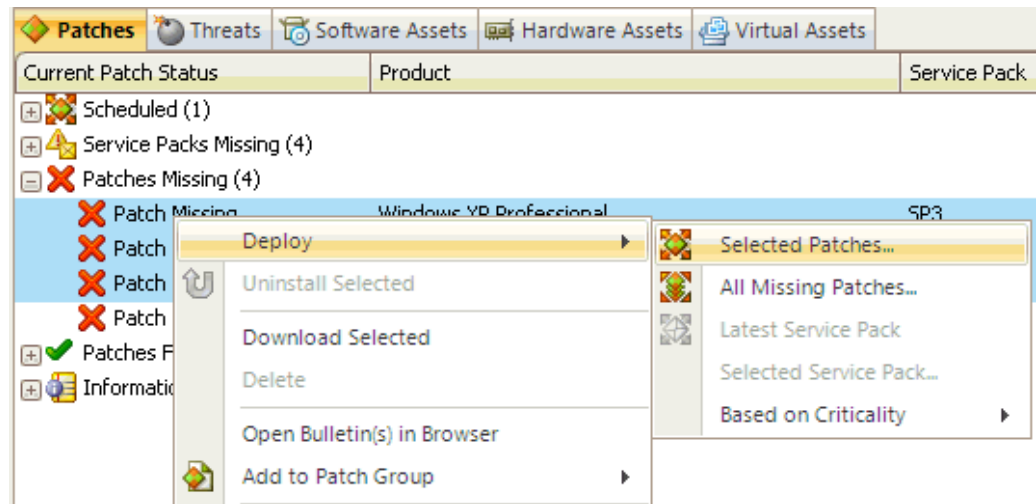 Patches Threats Software Assets Hardware Assets Virtual Assets
Current Patch Status Product Service Pack
Scheduled (1)
Service Packs Missing (4)
Patches Missing (4)
Patch Missing Windows XP Professional SP3
Patch
Patch
Patch
Patches F
Informatio
Deploy
Uninstall Selected
Download Selected
Delete
Open Bulletin(s) in Browser
Add to Patch Group
Selected Patches...
All Missing Patches...
Latest Service Pack
Selected Service Pack...
Based on Criticality